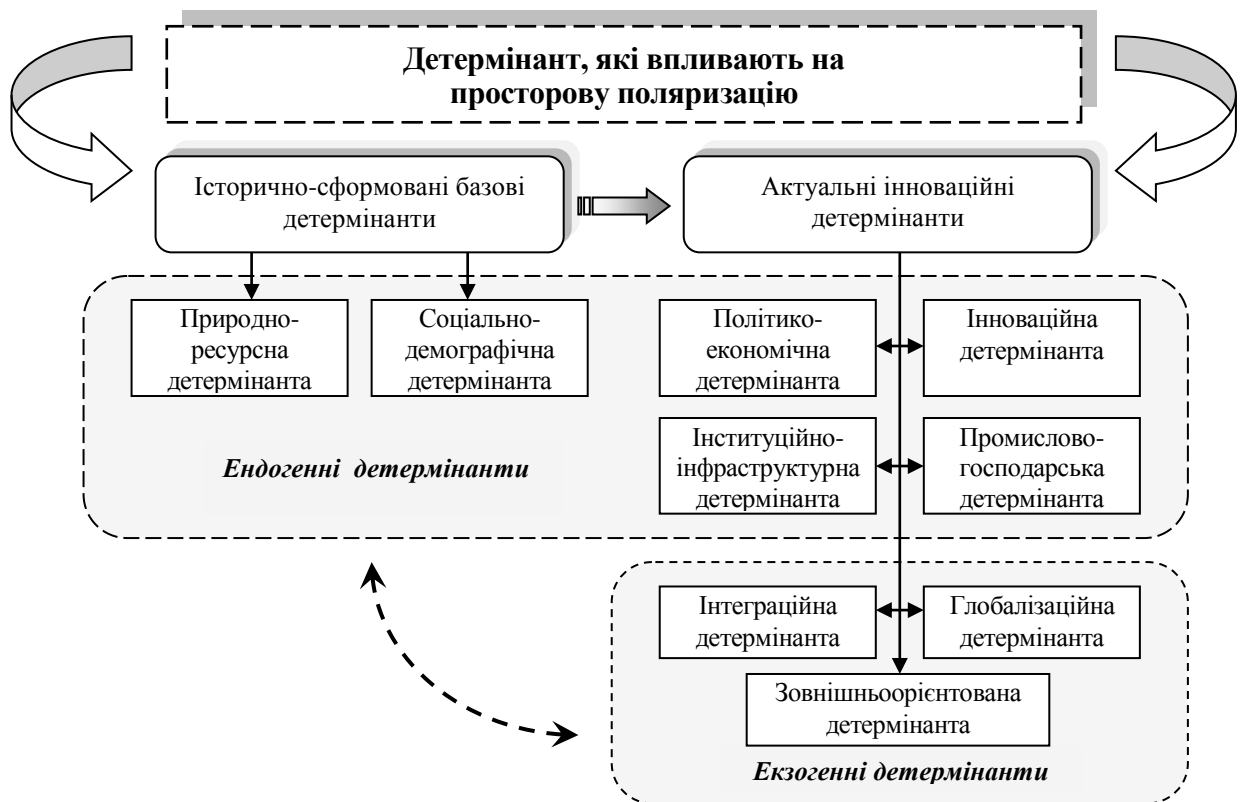 Детермінант, які впливають на
просторову поляризацію
Історично-сформовані базові
детермінанти
Актуальні інноваційні
детермінанти
Природно-
ресурсна
детермінанта
Соціально-
демографічна
детермінанта
Політико-
економічна
детермінанта
Інноваційна
детермінанта
Ендогенні детермінанти
Інституційно-
інфраструктурна
детермінанта
Промислово-
господарська
детермінанта
Інтеграційна
детермінанта
Глобалізаційна
детермінанта
Зовнішньоорієнтована
детермінанта
Екзогенні детермінанти